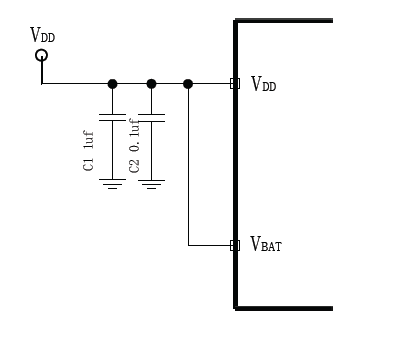 VDD
VDD
C1 1uf
C2 0.1uf
VBAT